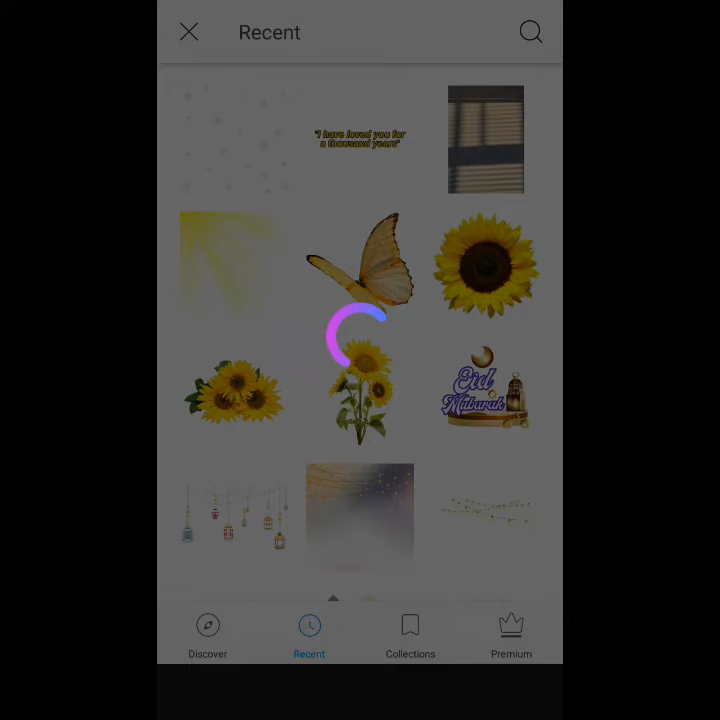 Recent
"I have loved you for
a thousand years"
Eid
Mubarak
Discover
Recent
Collections
Premium